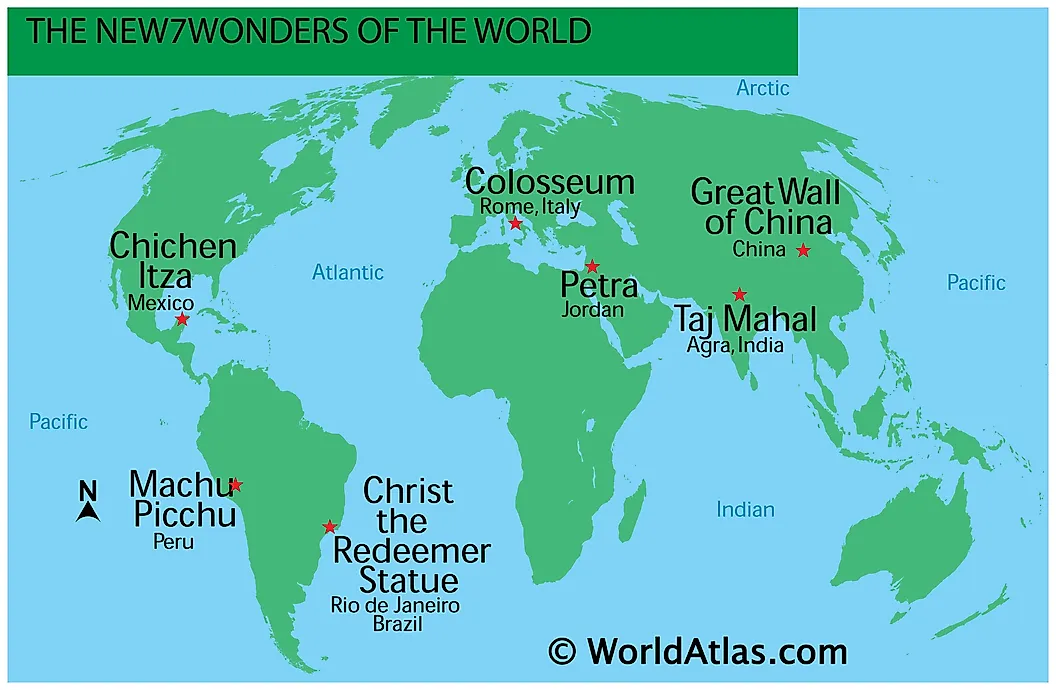 THE NEW7WONDERS OF THE WORLD
Arctic
Colosseum
Rome, Italy
Great Wall
of China
China
Chichen
Itza
Mexico
Atlantic
Petra
Jordan
Pacific
Taj Mahal
Agra, India
Pacific
N
Machu
Picchu
Peru
Christ
the
Redeemer
Statue
Rio de Janeiro
Brazil
Indian
© WorldAtlas.com